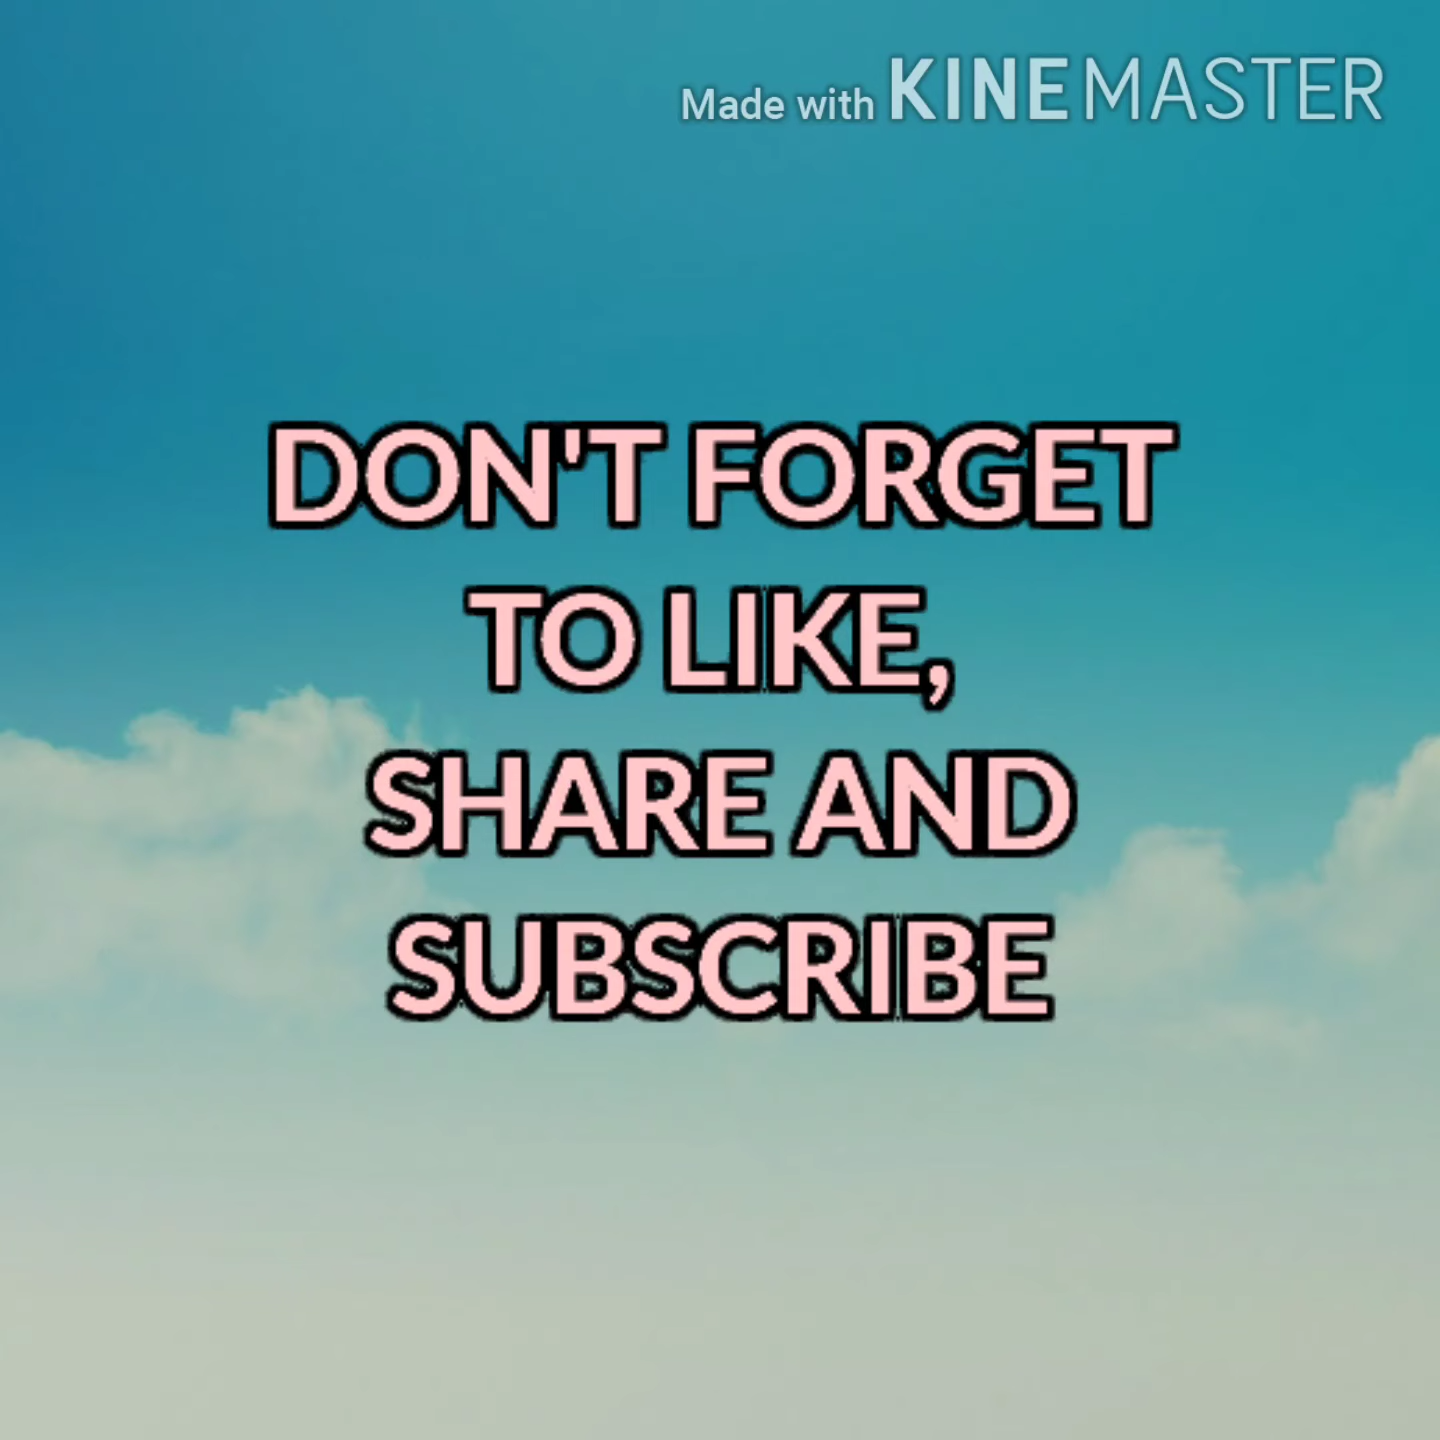 Made with KINEMASTER
DON'T FORGET
TO LIKE,
SHARE AND
SUBSCRIBE